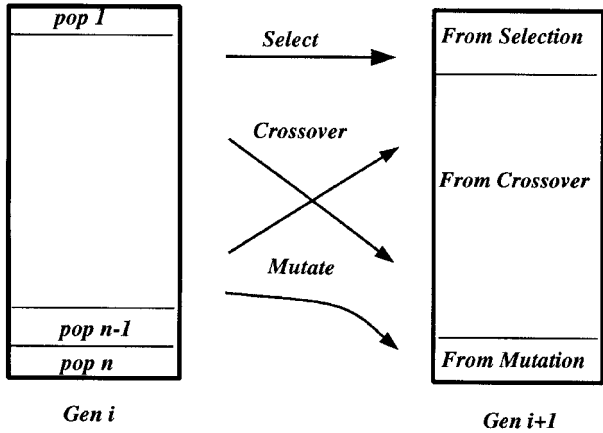 pop 1
pop n-1
pop n
Gen i
Select
Crossover
Mutate
From Selection
From Crossover
From Mutation
Gen i+1